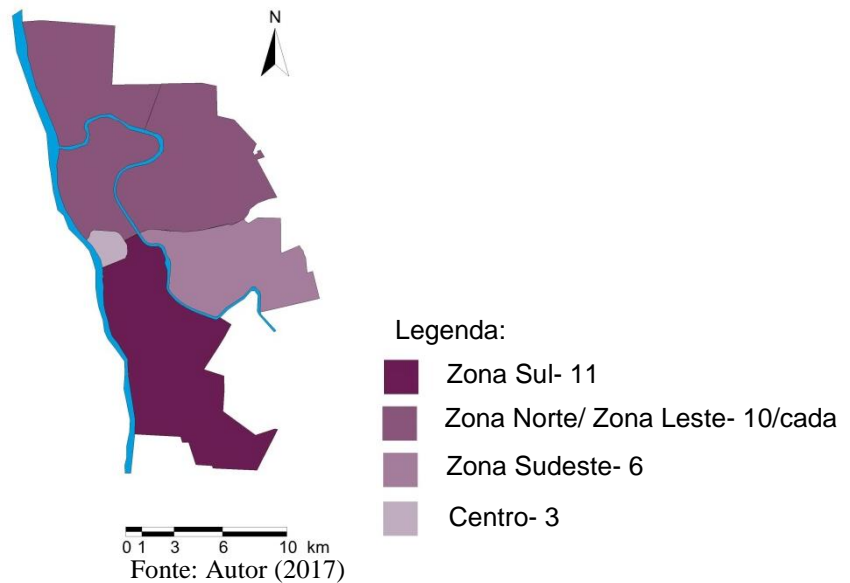 N
Legenda:
Zona Sul- 11
Zona Norte/ Zona Leste- 10/cada
Zona Sudeste- 6
Centro- 3
0 1 3 6 10 km
Fonte: Autor (2017)